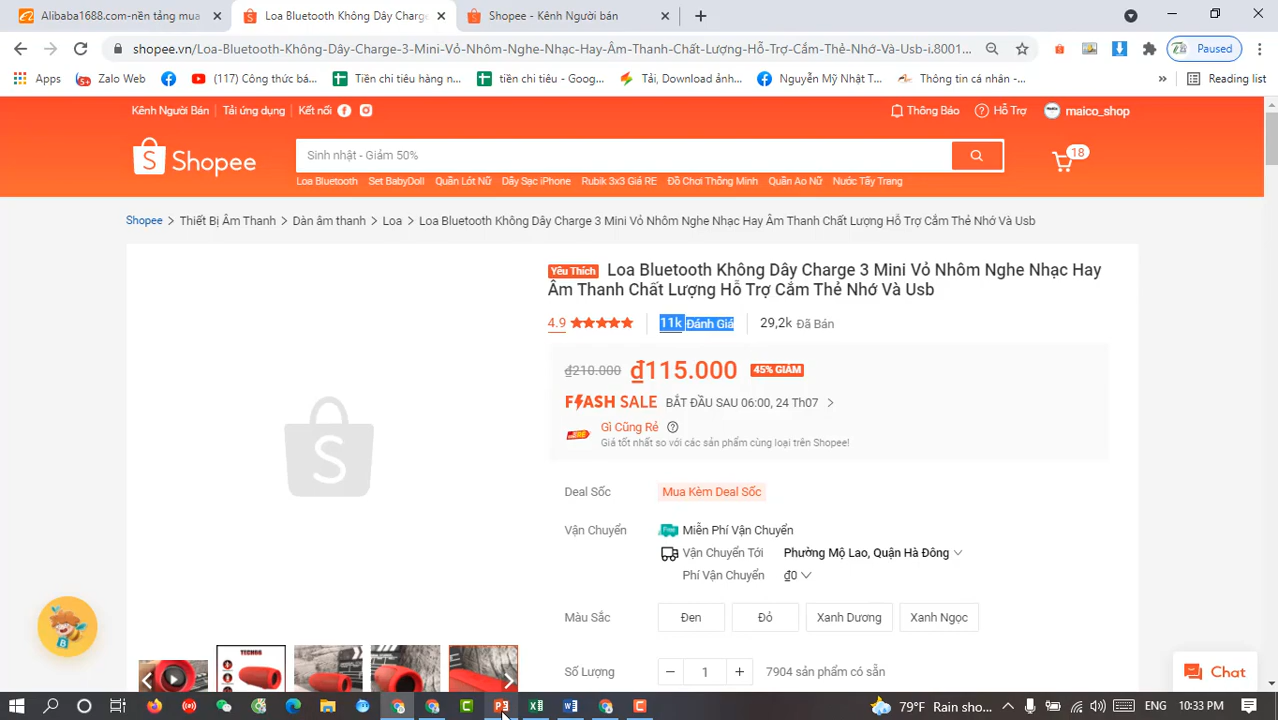 Alibaba1688.com-nền tảng mua
Loa Bluetooth Không Dây Charge
Shopee - Kênh Người bán
shopee.vn/Loa-Bluetooth-Không-Dây-Charge-3-Mini-Vỏ-Nhôm-Nghe-Nhạc-Hay-Âm-Thanh-Chất-Lượng-Hỗ-Trợ-Cắm-Thẻ-Nhớ-Và-Usb-i.8001...
Paused
Apps
Zalo Web
(117) Công thức bá...
Tiền chi tiêu hàng n...
tiền chi tiêu - Goog...
Tải, Download ảnh...
Nguyễn Mỹ Nhật T...
Thông tin cá nhân -...
»
Reading list
Kênh Người Bán
Tải ứng dụng
Kết nối
Thông Báo
Hỗ Trợ
maico_shop
Shopee
Sinh nhật - Giảm 50%
18
Loa Bluetooth Set BabyDoll Quần Lót Nữ Dây Sạc iPhone Rubik 3x3 Giá RE Đồ Chơi Thông Minh Quần Ao Nữ Nước Tẩy Trang
Shopee > Thiết Bị Âm Thanh > Dàn âm thanh > Loa > Loa Bluetooth Không Dây Charge 3 Mini Vỏ Nhôm Nghe Nhạc Hay Âm Thanh Chất Lượng Hỗ Trợ Cắm Thẻ Nhớ Và Usb
Yêu Thích Loa Bluetooth Không Dây Charge 3 Mini Vỏ Nhôm Nghe Nhạc Hay
Âm Thanh Chất Lượng Hỗ Trợ Cắm Thẻ Nhớ Và Usb
4.9
11k Đánh Giá
29,2k Đã Bán
₫210.000 ₫115.000 45% GIẢM
FLASH SALE BẮT ĐẦU SAU 06:00, 24 Th07 >
Gì Cũng Rẻ
Giá tốt nhất so với các sản phẩm cùng loại trên Shopee!
Deal Sốc
Mua Kèm Deal Sốc
Vận Chuyển
Miễn Phí Vận Chuyển
Vận Chuyển Tới
Phường Mộ Lao, Quận Hà Đông
Phí Vận Chuyển
₫0
Màu Sắc
Đen
Đỏ
Xanh Dương
Xanh Ngọc
Số Lượng
1
7904 sản phẩm có sẵn
Chat
79°F Rain sho...
10:33 PM